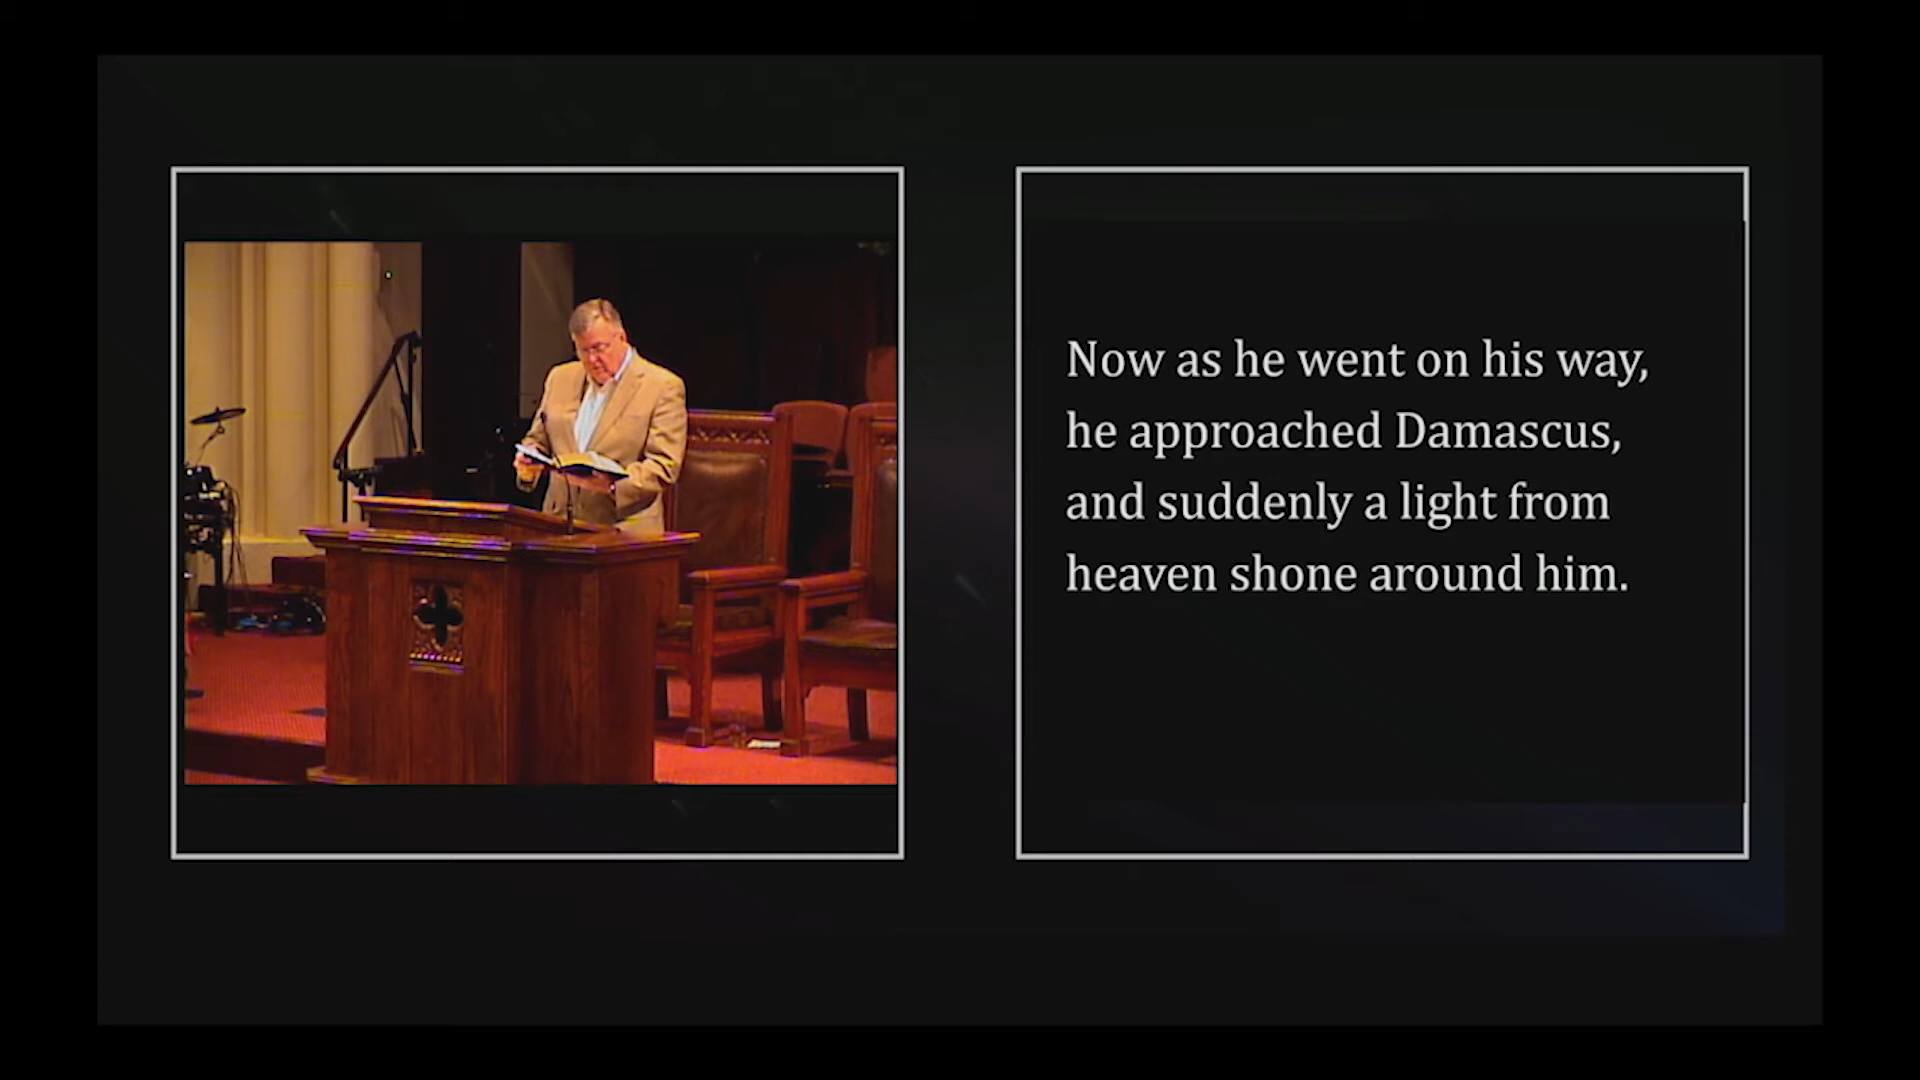 Now as he went on his way,
he approached Damascus,
and suddenly a light from
heaven shone around him.